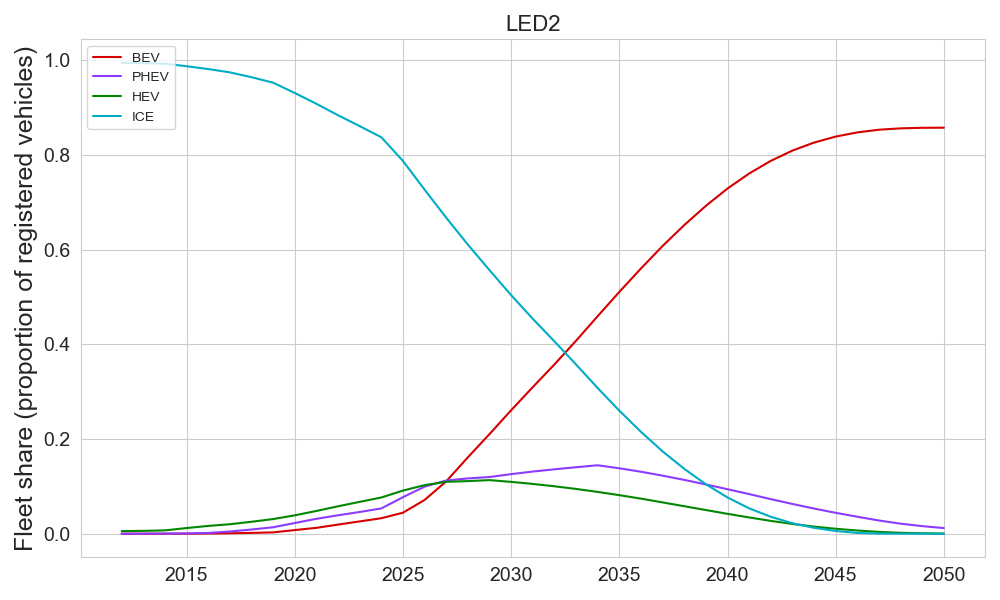 LED2
Fleet share (proportion of registered vehicles)
1.0
0.8
0.6
0.4
0.2
0.0
BEV
PHEV
HEV
ICE
2015 2020 2025 2030 2035 2040 2045 2050